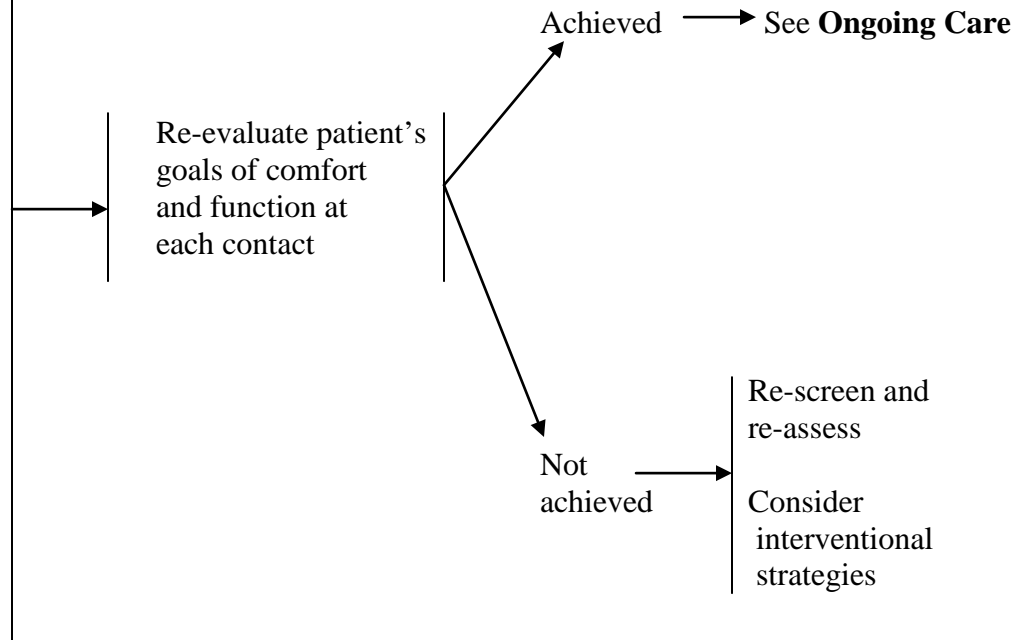 Achieved
See Ongoing Care
Re-evaluate patient’s
goals of comfort
and function at
each contact
Not
achieved
Re-screen and
re-assess
Consider
interventional
strategies